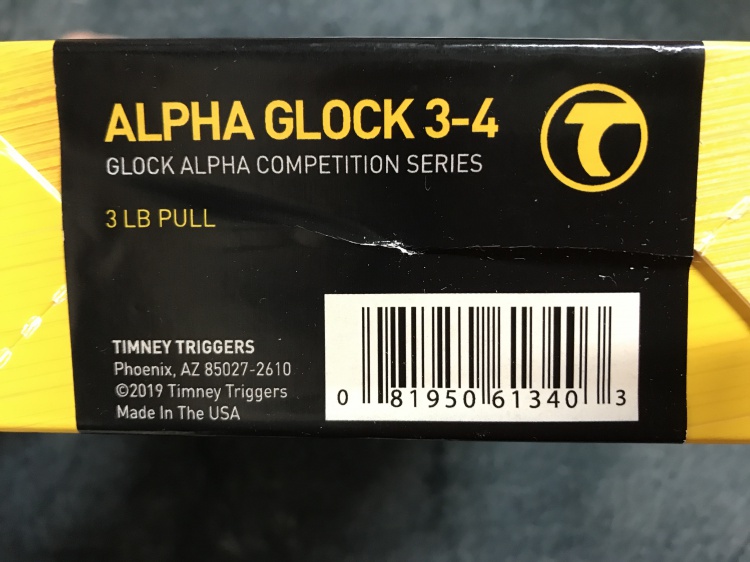 ALPHA GLOCK 3-4
GLOCK ALPHA COMPETITION SERIES
3 LB PULL
TIMNEY TRIGGERS
Phoenix, AZ 85027-2610
©2019 Timney Triggers
Made In The USA
0 81950 61340 3